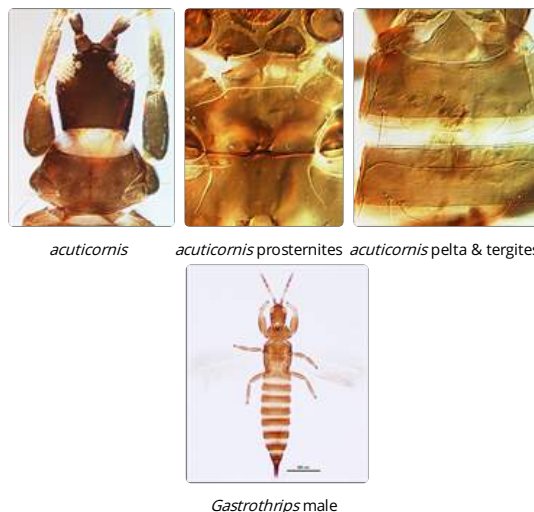 acuticornis
acuticornis prosternites
acuticornis pelta & tergites
Gastrothrips male